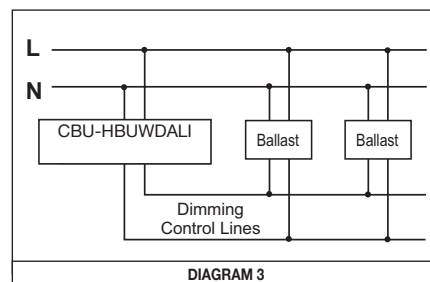 L
N
CBU-HBUWDALI
Ballast
Ballast
Dimming
Control Lines
DIAGRAM 3